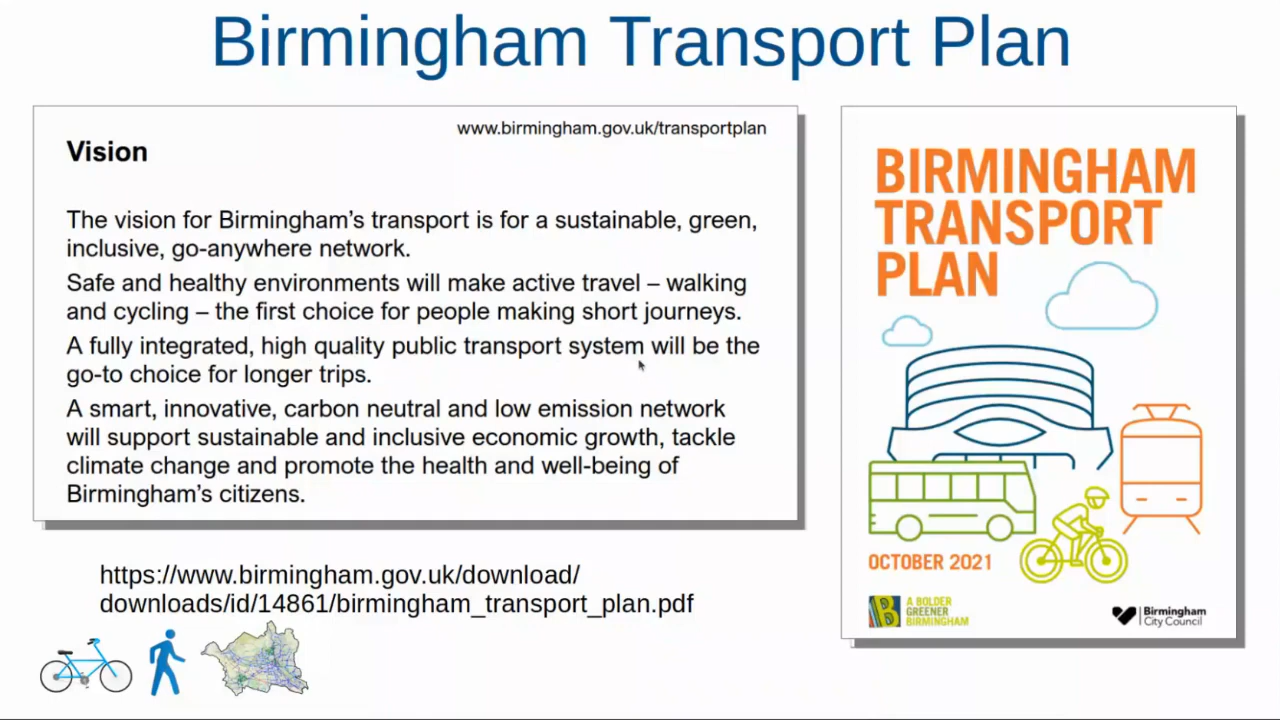 Birmingham Transport Plan
www.birmingham.gov.uk/transportplan
Vision
The vision for Birmingham's transport is for a sustainable, green,
inclusive, go-anywhere network.
Safe and healthy environments will make active travel – walking
and cycling – the first choice for people making short journeys.
A fully integrated, high quality public transport system will be the
go-to choice for longer trips.
A smart, innovative, carbon neutral and low emission network
will support sustainable and inclusive economic growth, tackle
climate change and promote the health and well-being of
Birmingham's citizens.
https://www.birmingham.gov.uk/download/
downloads/id/14861/birmingham_transport_plan.pdf
BIRMINGHAM
TRANSPORT
PLAN
OCTOBER 2021
B
A BOLDER
GREENER
BIRMINGHAM
Birmingham
City Council